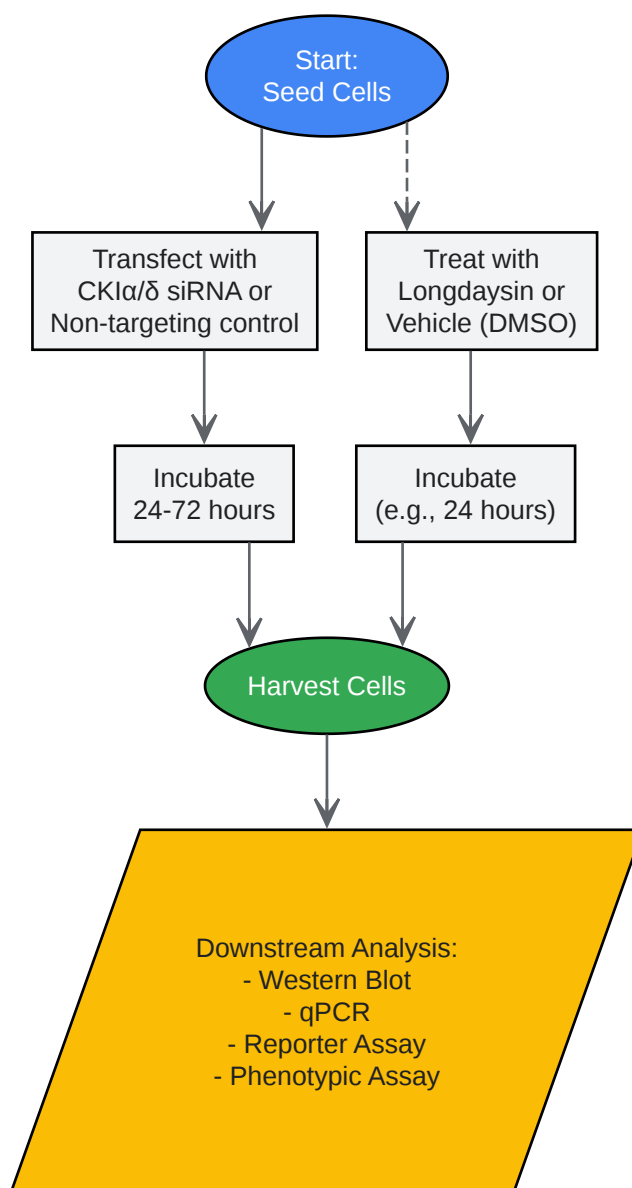 Start:
Seed Cells
Transfect with
CKIα/δ siRNA or
Non-targeting control
Treat with
Longdaysin or
Vehicle (DMSO)
Incubate
24-72 hours
Incubate
(e.g., 24 hours)
Harvest Cells
Downstream Analysis:
- Western Blot
- qPCR
- Reporter Assay
- Phenotypic Assay